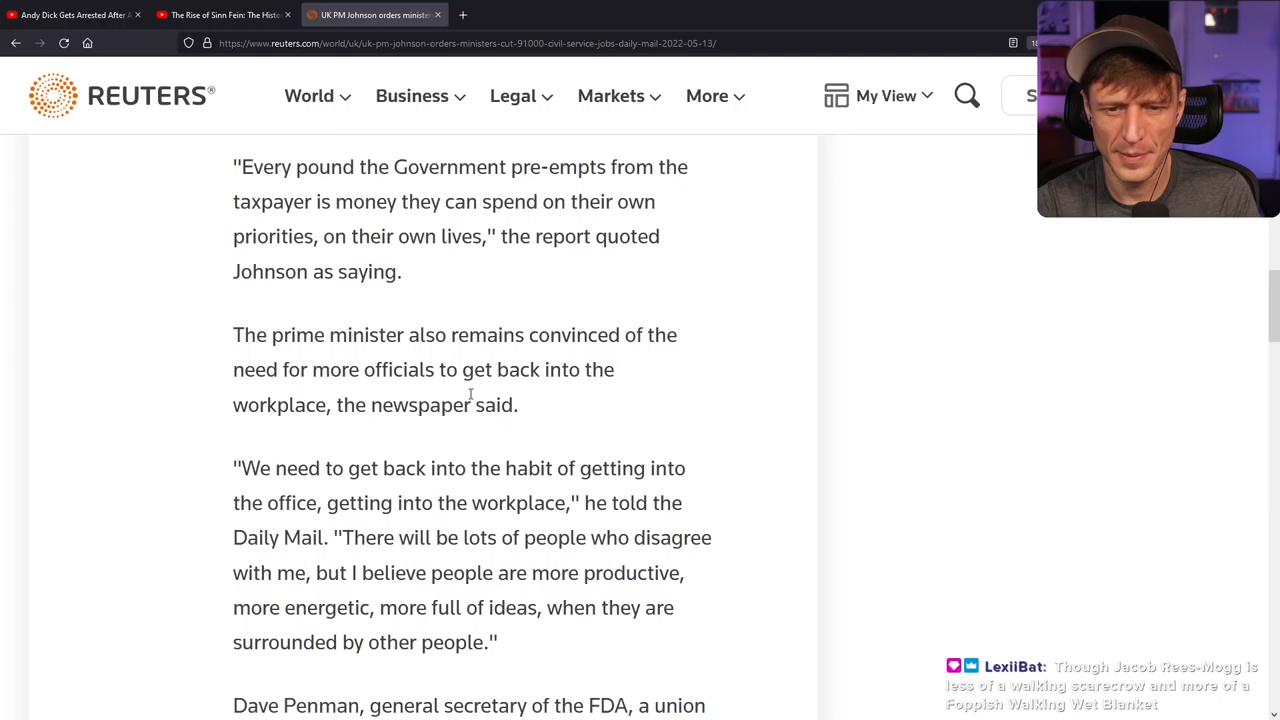 Andy Dick Gets Arrested After
The Rise of Sinn Fein: The Histo
UK PM Johnson orders minister
https://www.reuters.com/world/uk/uk-pm-johnson-orders-ministers-cut-91000-civil-service-jobs-daily-mail-2022-05-13/
REUTERS®
World Business Legal Markets More My View S
"Every pound the Government pre-empts from the
taxpayer is money they can spend on their own
priorities, on their own lives," the report quoted
Johnson as saying.
The prime minister also remains convinced of the
need for more officials to get back into the
workplace, the newspaper said.
"We need to get back into the habit of getting into
the office, getting into the workplace," he told the
Daily Mail. "There will be lots of people who disagree
with me, but I believe people are more productive,
more energetic, more full of ideas, when they are
surrounded by other people."
Dave Penman, general secretary of the FDA, a union
LexiiBat: Though Jacob Rees-Mogg is
less of a walking scarecrow and more of a
Foppish Walking Wet Blanket